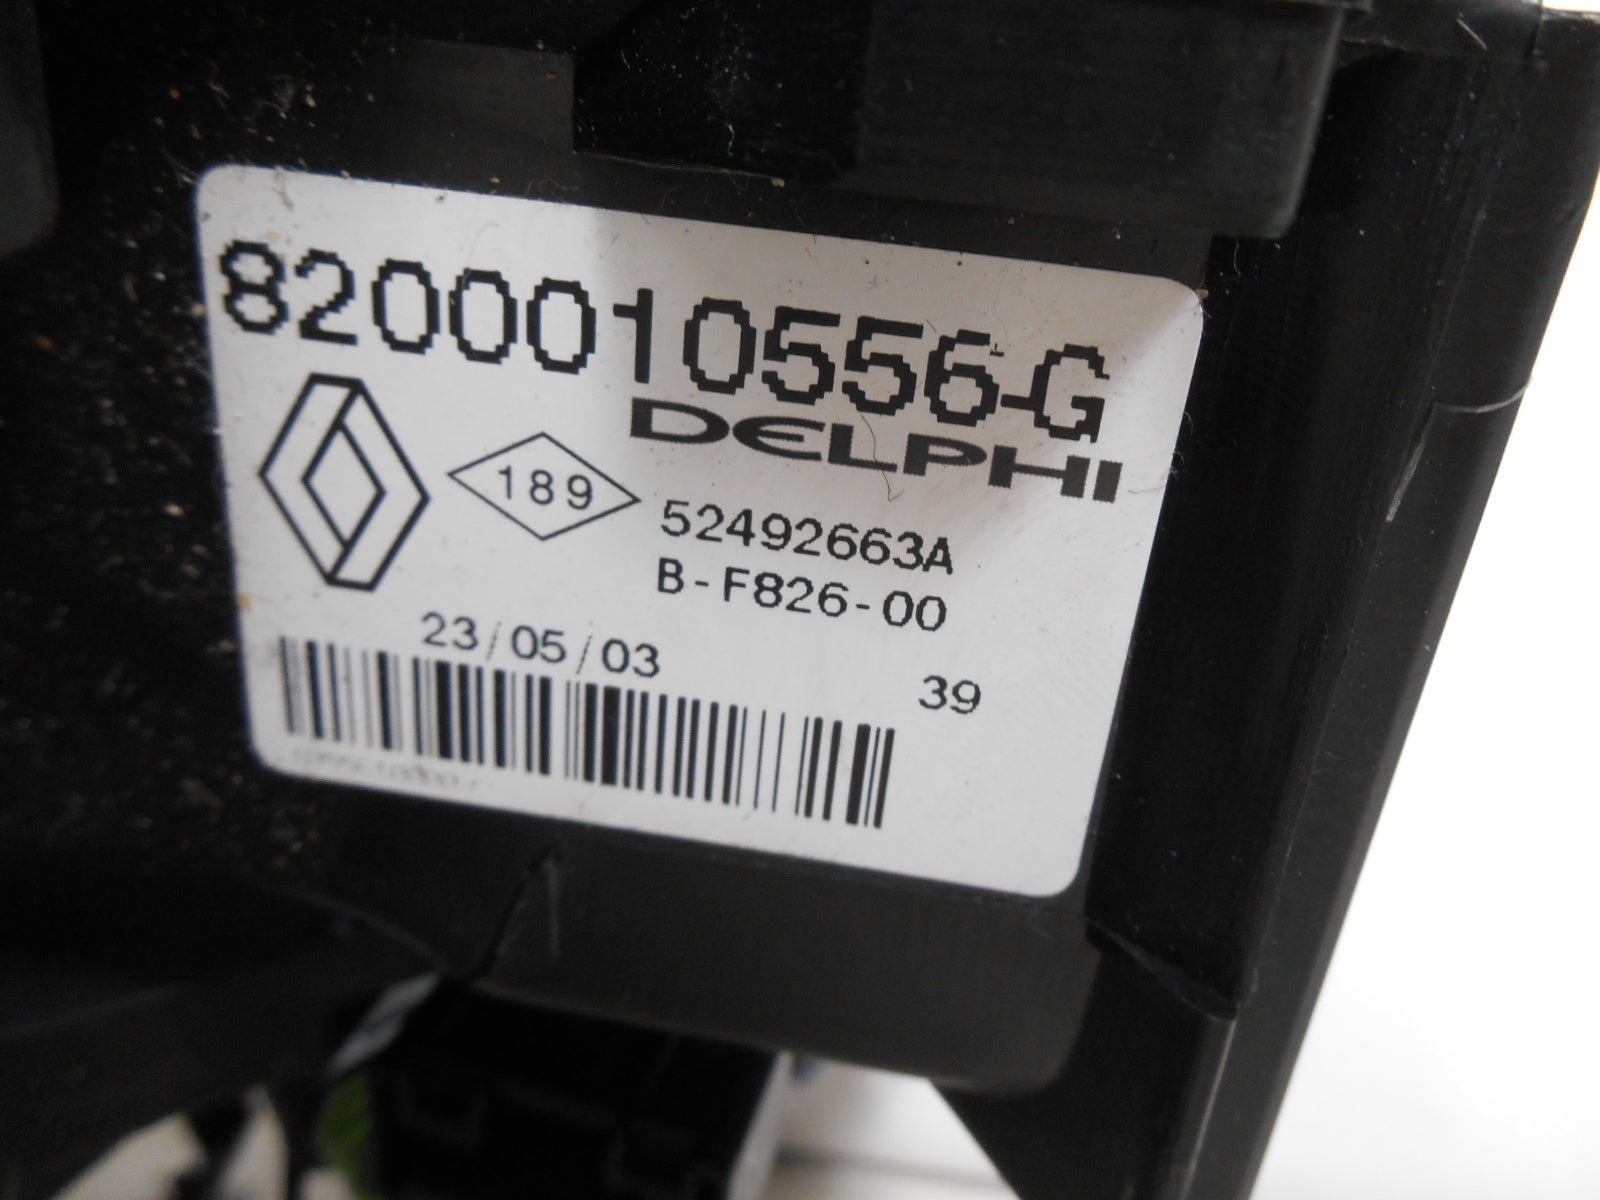 8200010556-G
DELPHI
189
52492663A
B-F826-00
23/05/03
39